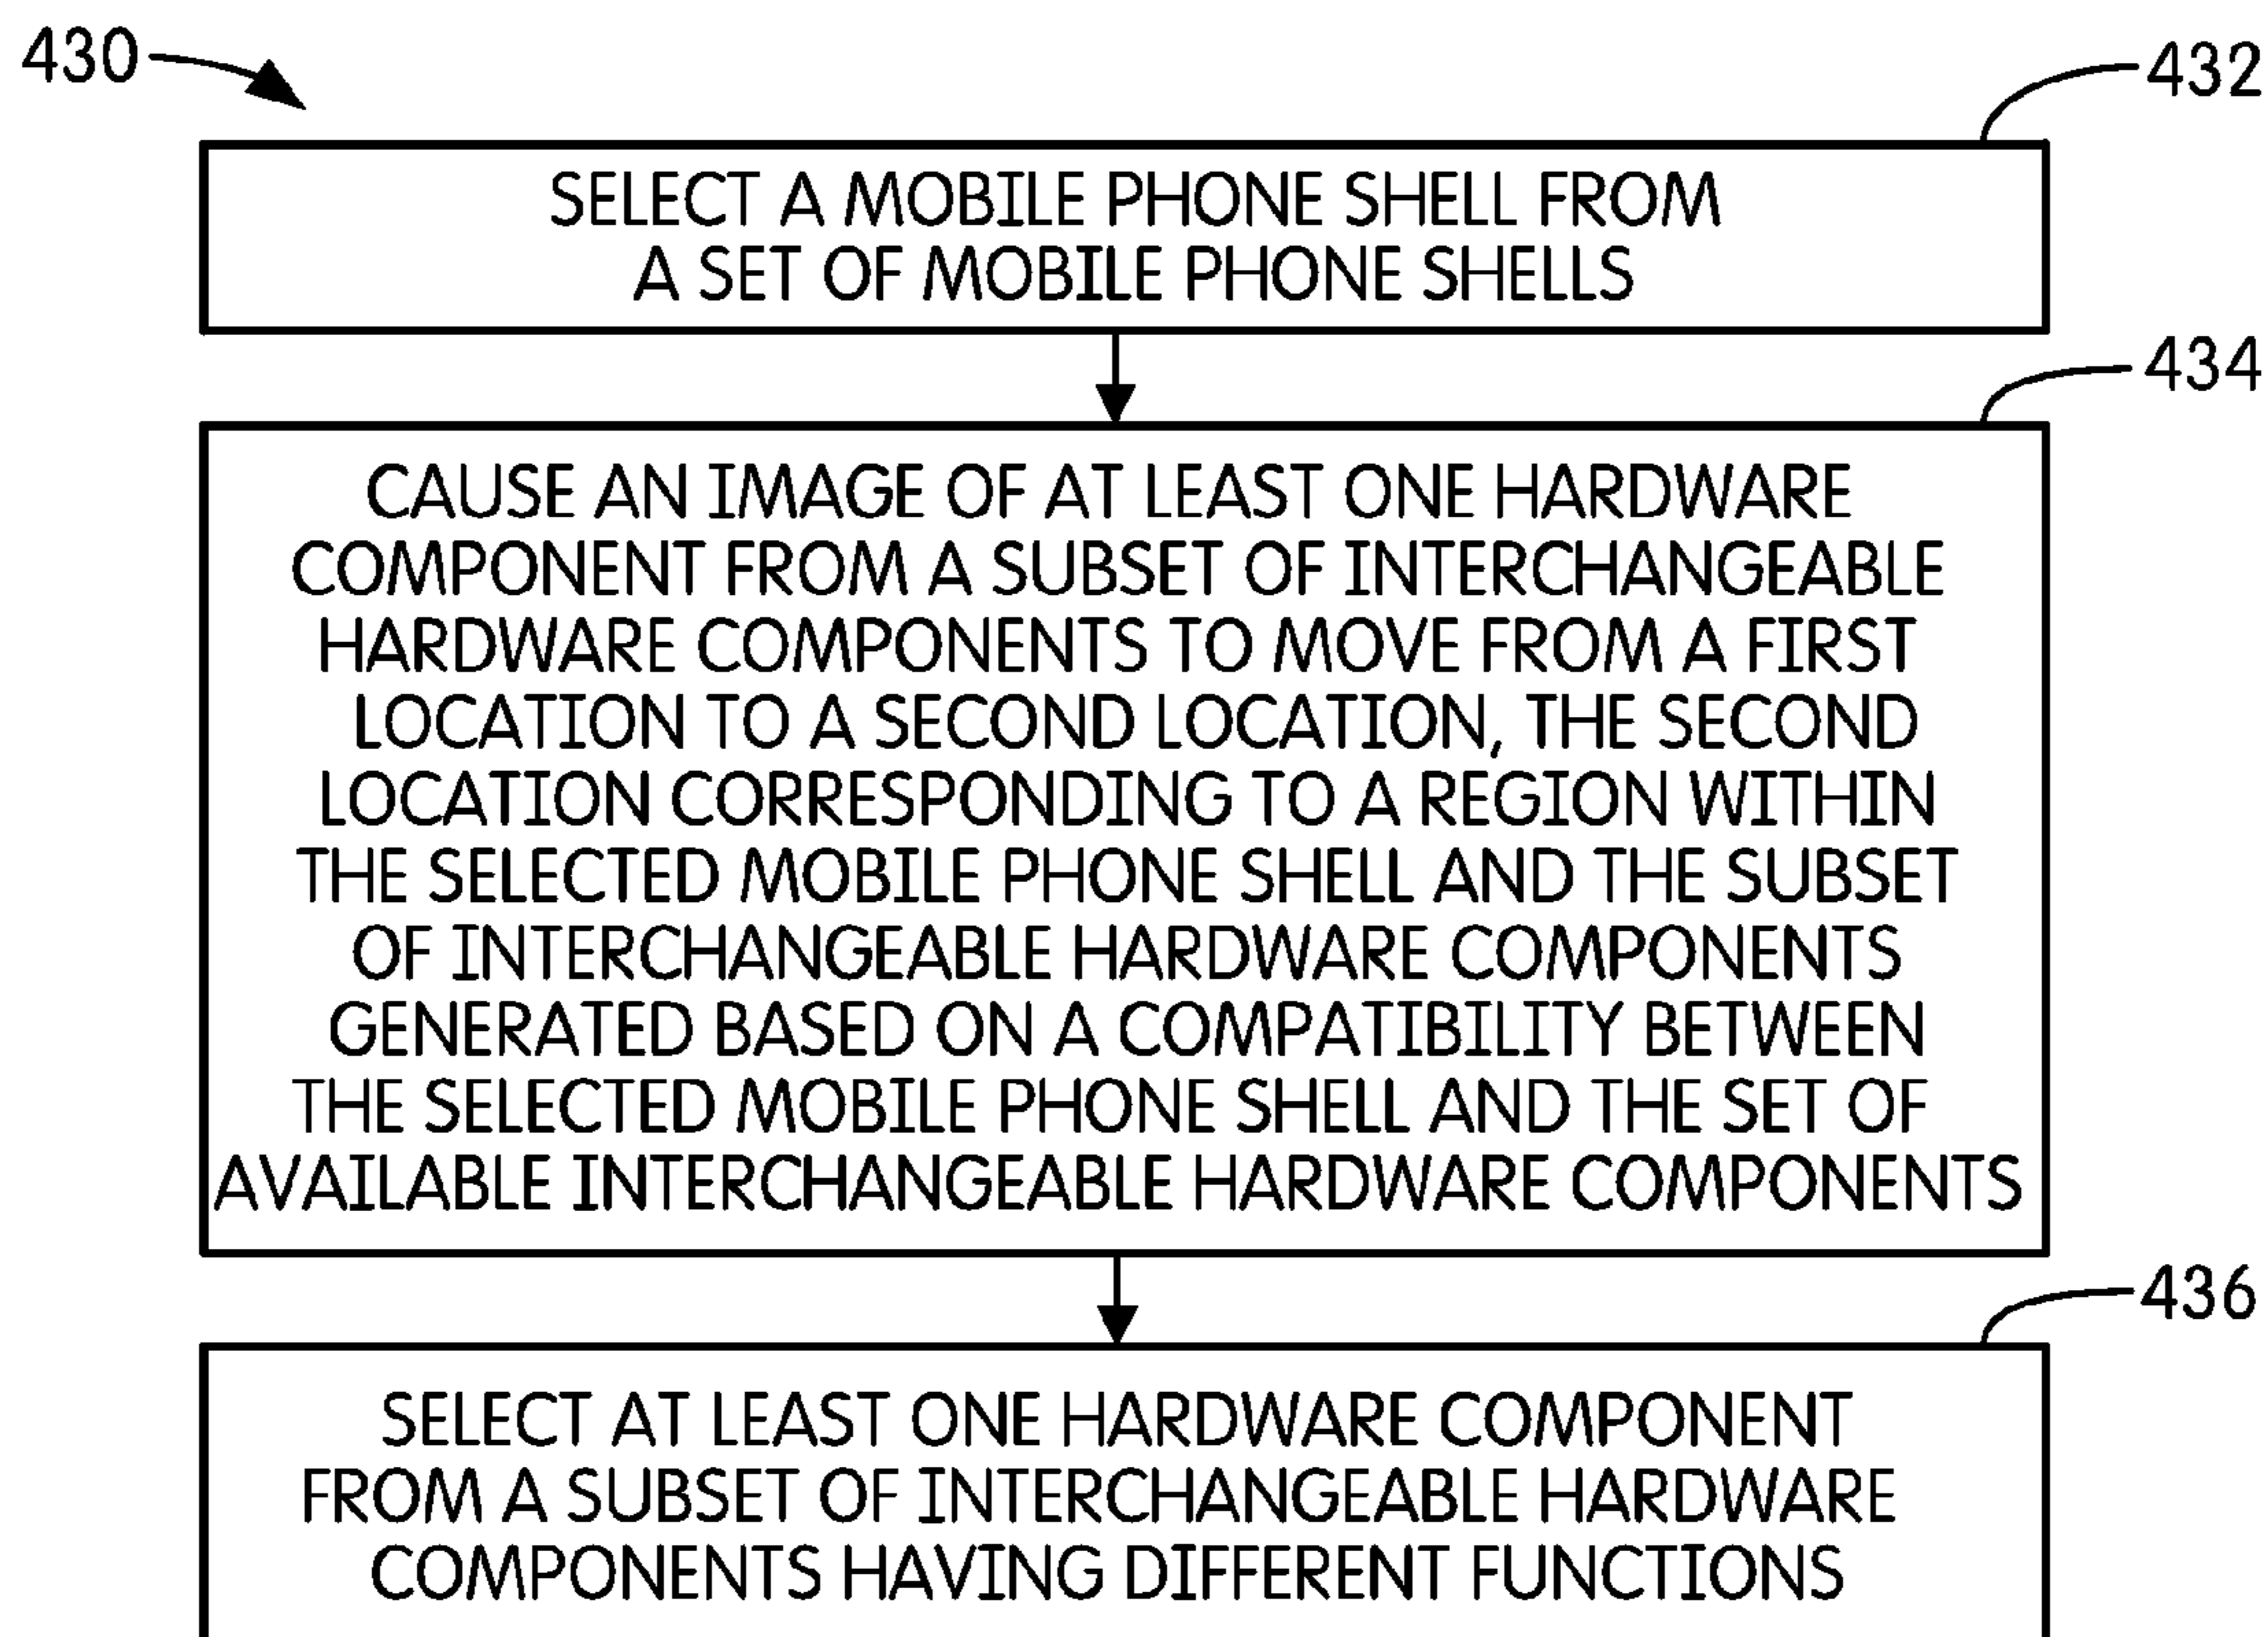 430
432
SELECT A MOBILE PHONE SHELL FROM
A SET OF MOBILE PHONE SHELLS
434
CAUSE AN IMAGE OF AT LEAST ONE HARDWARE
COMPONENT FROM A SUBSET OF INTERCHANGEABLE
HARDWARE COMPONENTS TO MOVE FROM A FIRST
LOCATION TO A SECOND LOCATION, THE SECOND
LOCATION CORRESPONDING TO A REGION WITHIN
THE SELECTED MOBILE PHONE SHELL AND THE SUBSET
OF INTERCHANGEABLE HARDWARE COMPONENTS
GENERATED BASED ON A COMPATIBILITY BETWEEN
THE SELECTED MOBILE PHONE SHELL AND THE SET OF
AVAILABLE INTERCHANGEABLE HARDWARE COMPONENTS
436
SELECT AT LEAST ONE HARDWARE COMPONENT
FROM A SUBSET OF INTERCHANGEABLE HARDWARE
COMPONENTS HAVING DIFFERENT FUNCTIONS